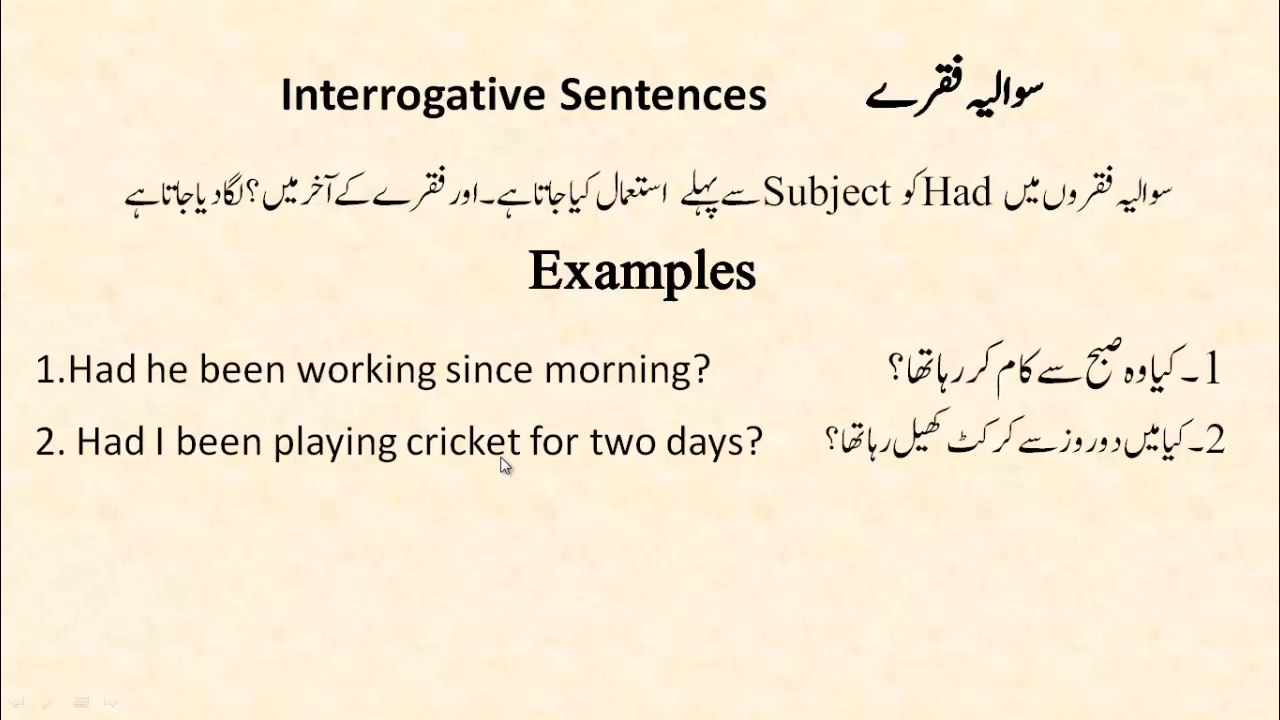 Interrogative Sentences سوالیہ فقرے
سوالیہ فقروں میں Had کو Subject سے پہلے استعمال کیا جاتا ہے۔ اور فقرے کے آخر میں ؟ لگا دیا جاتا ہے
Examples
1.Had he been working since morning? 1۔ کیا وہ صبح سے کام کر رہا تھا؟
2. Had I been playing cricket for two days? 2۔ کیا میں دو روز سے کرکٹ کھیل رہا تھا؟